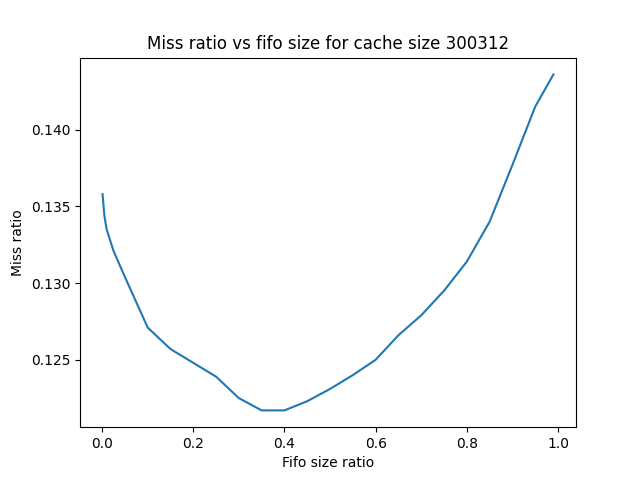 Miss ratio vs fifo size for cache size 300312
0.140
0.135
0.130
0.125
Miss ratio
0.0 0.2 0.4 0.6 0.8 1.0
Fifo size ratio